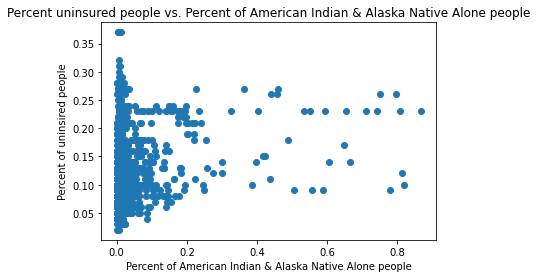 Percent uninsured people vs. Percent of American Indian & Alaska Native Alone people
0.35
0.30
0.25
0.20
0.15
0.10
0.05
Percent of uninsired people
0.0 0.2 0.4 0.6 0.8
Percent of American Indian & Alaska Native Alone people